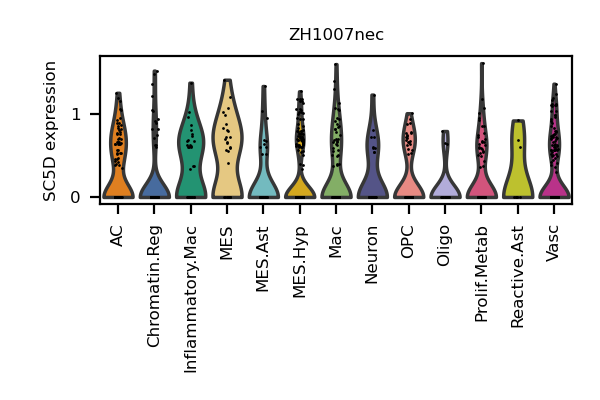 ZH1007nec
SC5D expression
1
0
AC
Chromatin.Reg
Inflammatory.Mac
MES
MES.Ast
MES.Hyp
Mac
Neuron
OPC
Oligo
Prolif.Metab
Reactive.Ast
Vasc